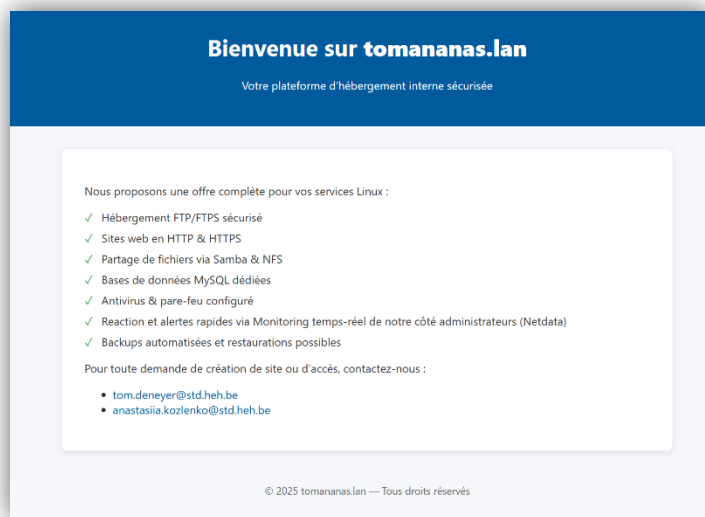 Bienvenue sur tomananas.lan
Votre plateforme d'hébergement interne sécurisée
Nous proposons une offre complète pour vos services Linux :
✓ Hébergement FTP/FTPS sécurisé
✓ Sites web en HTTP & HTTPS
✓ Partage de fichiers via Samba & NFS
✓ Bases de données MySQL dédiées
✓ Antivirus & pare-feu configuré
✓ Reaction et alertes rapides via Monitoring temps-réel de notre côté administrateurs (Netdata)
✓ Backups automatisées et restaurations possibles
Pour toute demande de création de site ou d'accès, contactez-nous :
• tom.deneyer@std.heh.be
• anastasiia.kozlenko@std.heh.be
© 2025 tomananas.lan — Tous droits réservés